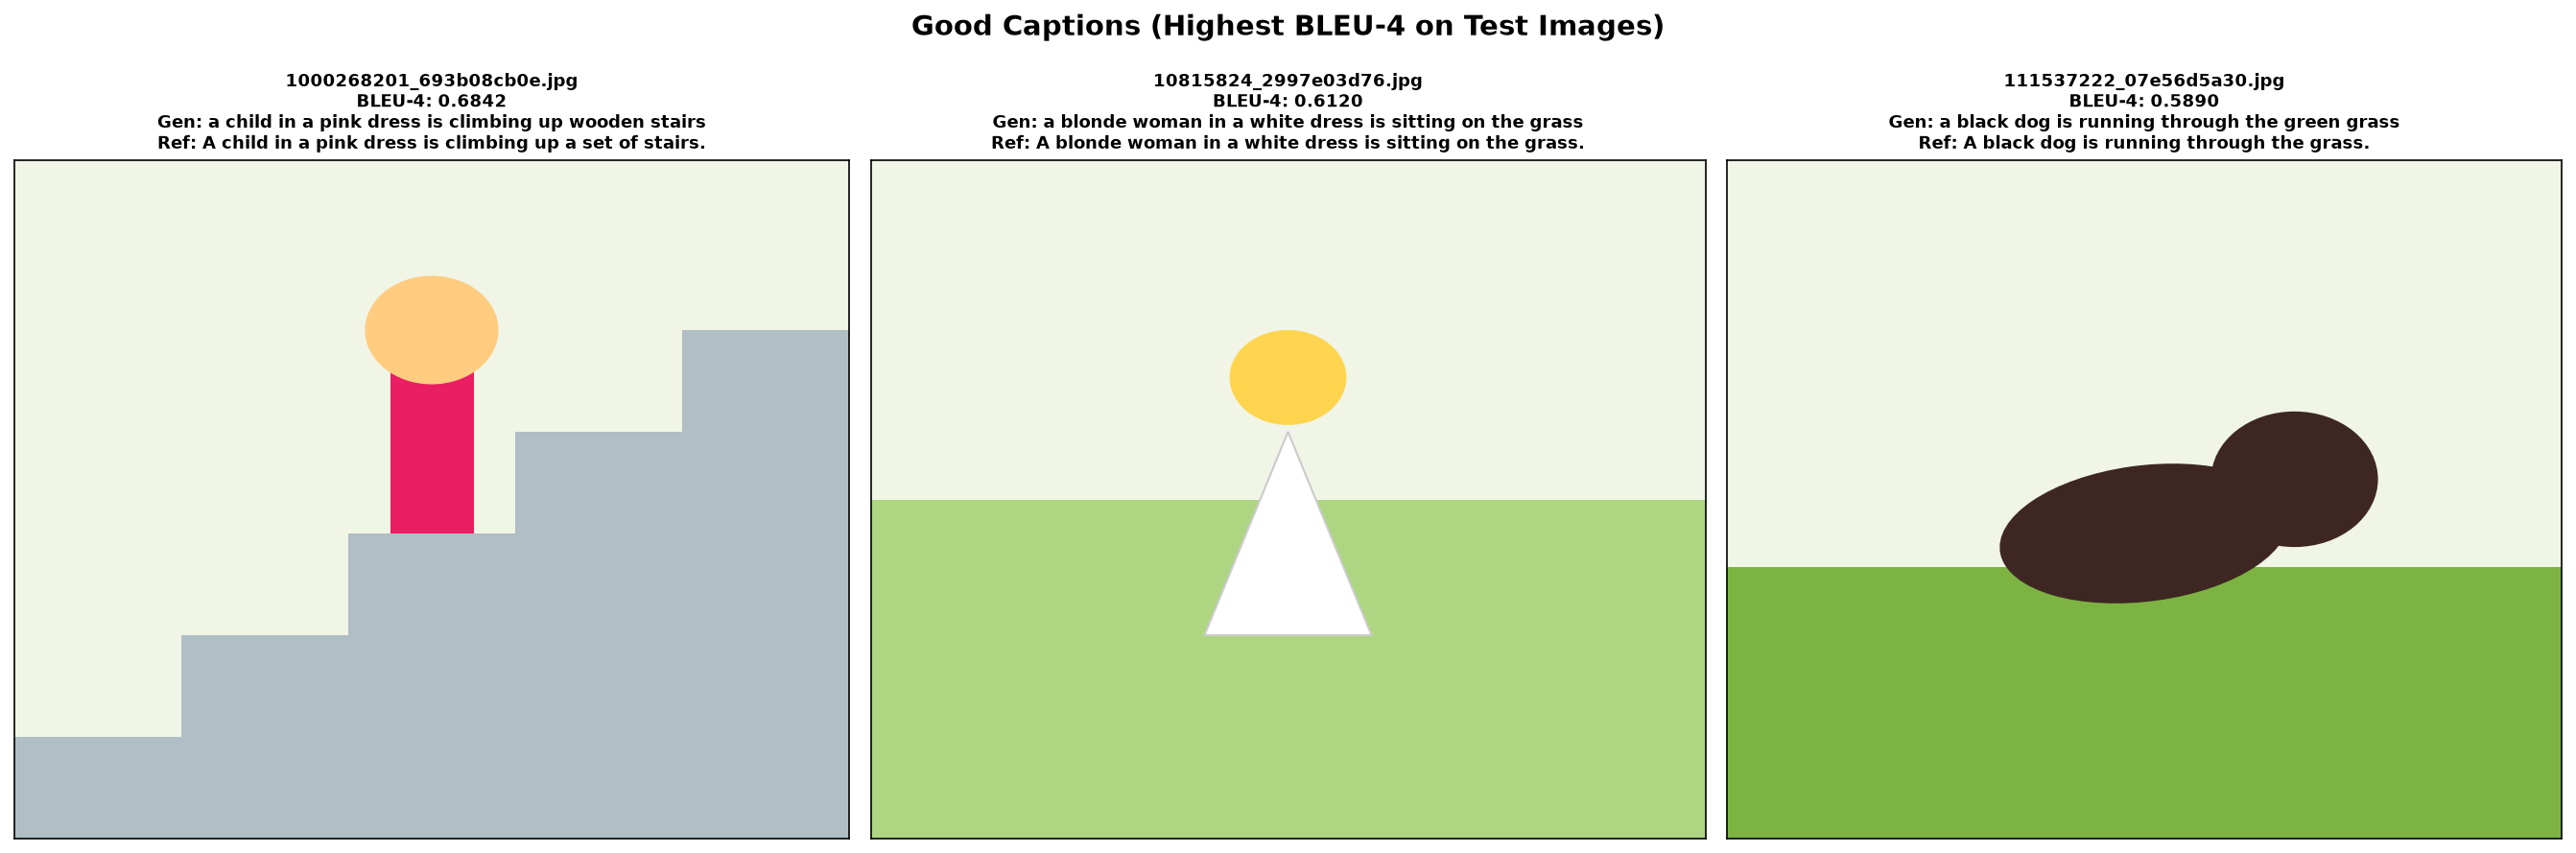 Good Captions (Highest BLEU-4 on Test Images)
1000268201_693b08cb0e.jpg
BLEU-4: 0.6842
Gen: a child in a pink dress is climbing up wooden stairs
Ref: A child in a pink dress is climbing up a set of stairs.
10815824_2997e03d76.jpg
BLEU-4: 0.6120
Gen: a blonde woman in a white dress is sitting on the grass
Ref: A blonde woman in a white dress is sitting on the grass.
111537222_07e56d5a30.jpg
BLEU-4: 0.5890
Gen: a black dog is running through the green grass
Ref: A black dog is running through the grass.